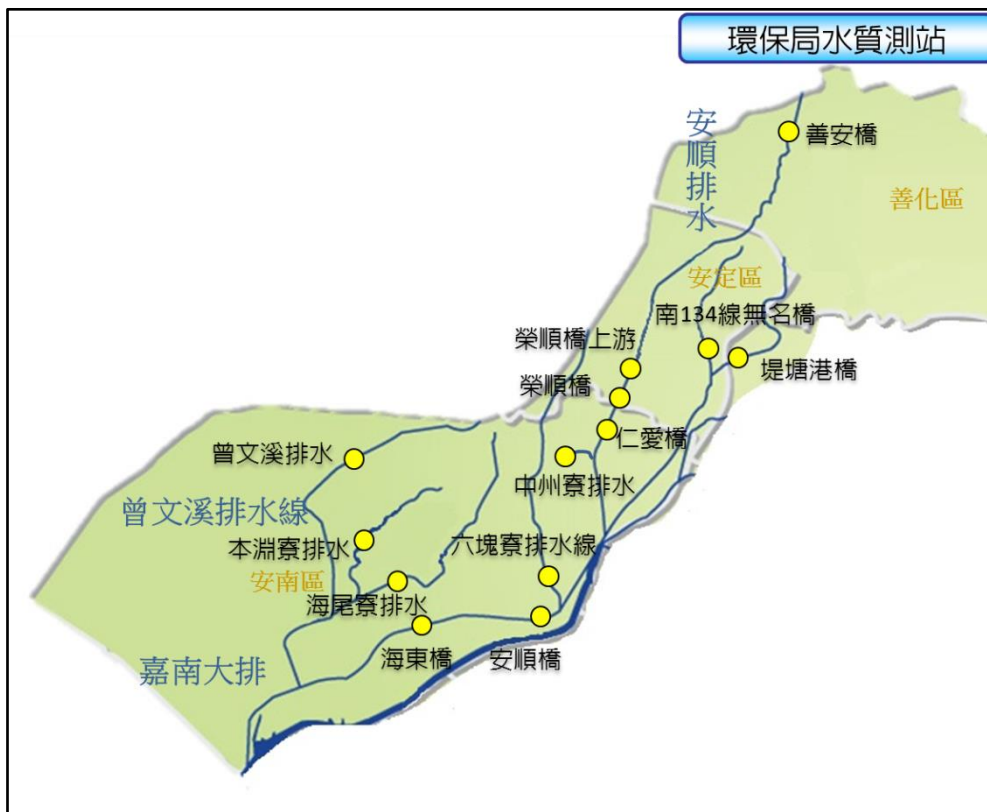 環保局水質測站
善安橋
安順排水
善化區
安定區
南134線無名橋
榮順橋上游
堤塘港橋
榮順橋
仁愛橋
曾文溪排水
中州寮排水
曾文溪排水線
本淵寮排水
六塊寮排水線
安南區
海尾寮排水
海東橋
安順橋
嘉南大排